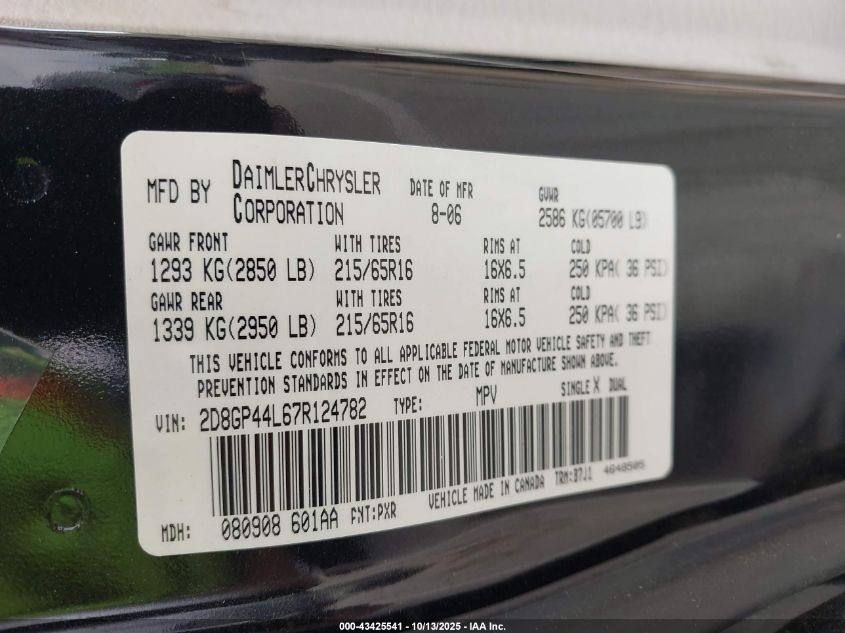 MFD BY DAIMLERCHRYSLER CORPORATION DATE OF MFR 8-06 GVWR 2586 KG(05700 LB)
GAWR FRONT WITH TIRES RIMS AT COLD
1293 KG(2850 LB) 215/65R16 16X6.5 250 KPA( 36 PSI)
GAWR REAR WITH TIRES RIMS AT COLD
1339 KG(2950 LB) 215/65R16 16X6.5 250 KPA( 36 PSI)
THIS VEHICLE CONFORMS TO ALL APPLICABLE FEDERAL MOTOR VEHICLE SAFETY AND THEFT
PREVENTION STANDARDS IN EFFECT ON THE DATE OF MANUFACTURE SHOWN ABOVE.
VIN: 2D8GP44L67R124782 TYPE: MPV SINGLE X DUAL
MDH: 080908 601AA PNT:PXR VEHICLE MADE IN CANADA TRM:B7J1 4648505
000-43425541 - 10/13/2025 - IAA Inc.